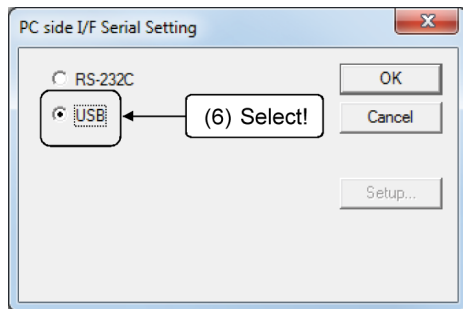 PC side I/F Serial Setting
RS-232C
OK
USB
(6) Select!
Cancel
Setup...